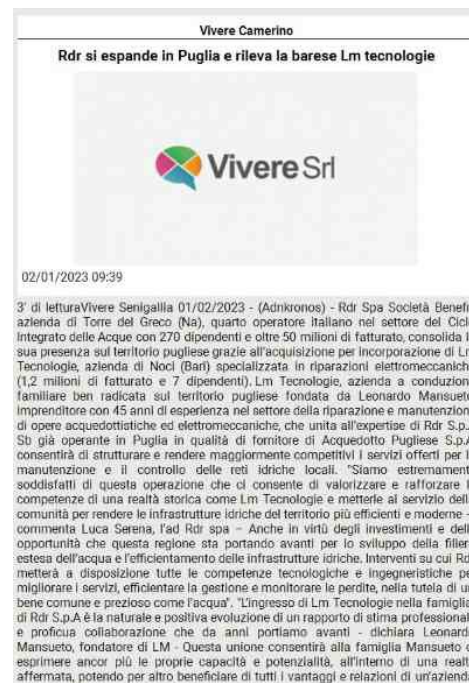 Vivere Camerino
Rdr si espande in Puglia e rileva la barese Lm tecnologie
Vivere Srl
02/01/2023 09:39
3' di letturaVivere Senigallia 01/02/2023 - (Adnkronos) - Rdr Spa Società Benefi
azienda di Torre del Greco (Na), quarto operatore italiano nel settore del Cicl
Integrato delle Acque con 270 dipendenti e oltre 50 milioni di fatturato, consolida l
sua presenza sul territorio pugliese grazie all'acquisizione per incorporazione di Lm
Tecnologie, azienda di Noci (Bari) specializzata in riparazioni elettromeccanich
(1,2 milioni di fatturato e 7 dipendenti). Lm Tecnologie, azienda a conduzion
familiare ben radicata sul territorio pugliese fondata da Leonardo Mansueto
imprenditore con 45 anni di esperienza nel settore della riparazione e manutenzion
di opere acquedottistiche ed elettromeccaniche, che unita all'expertise di Rdr S.p.A
Sb già operante in Puglia in qualità di fornitore di Acquedotto Pugliese S.p.A
consentirà di strutturare e rendere maggiormente competitivi i servizi offerti per l
manutenzione e il controllo delle reti idriche locali. "Siamo estremament
soddisfatti di questa operazione che ci consente di valorizzare e rafforzare l
competenze di una realtà storica come Lm Tecnologie e metterle al servizio dell
comunità per rendere le infrastrutture idriche del territorio più efficienti e moderne -
commenta Luca Serena, l'ad Rdr spa – Anche in virtù degli investimenti e dell
opportunità che questa regione sta portando avanti per lo sviluppo della filier
estesa dell'acqua e l'efficientamento delle infrastrutture idriche. Interventi su cui Rdr
metterà a disposizione tutte le competenze tecnologiche e ingegneristiche pe
migliorare i servizi, efficientare la gestione e monitorare le perdite, nella tutela di un
bene comune e prezioso come l'acqua". "L'ingresso di Lm Tecnologie nella famiglia
di Rdr S.p.A è la naturale e positiva evoluzione di un rapporto di stima professional
e proficua collaborazione che da anni portiamo avanti - dichiara Leonard
Mansueto, fondatore di LM - Questa unione consentirà alla famiglia Mansueto d
esprimere ancor più le proprie capacità e potenzialità, all'interno di una realt
affermata, potendo per altro beneficiare di tutti i vantaggi e relazioni di un'aziend